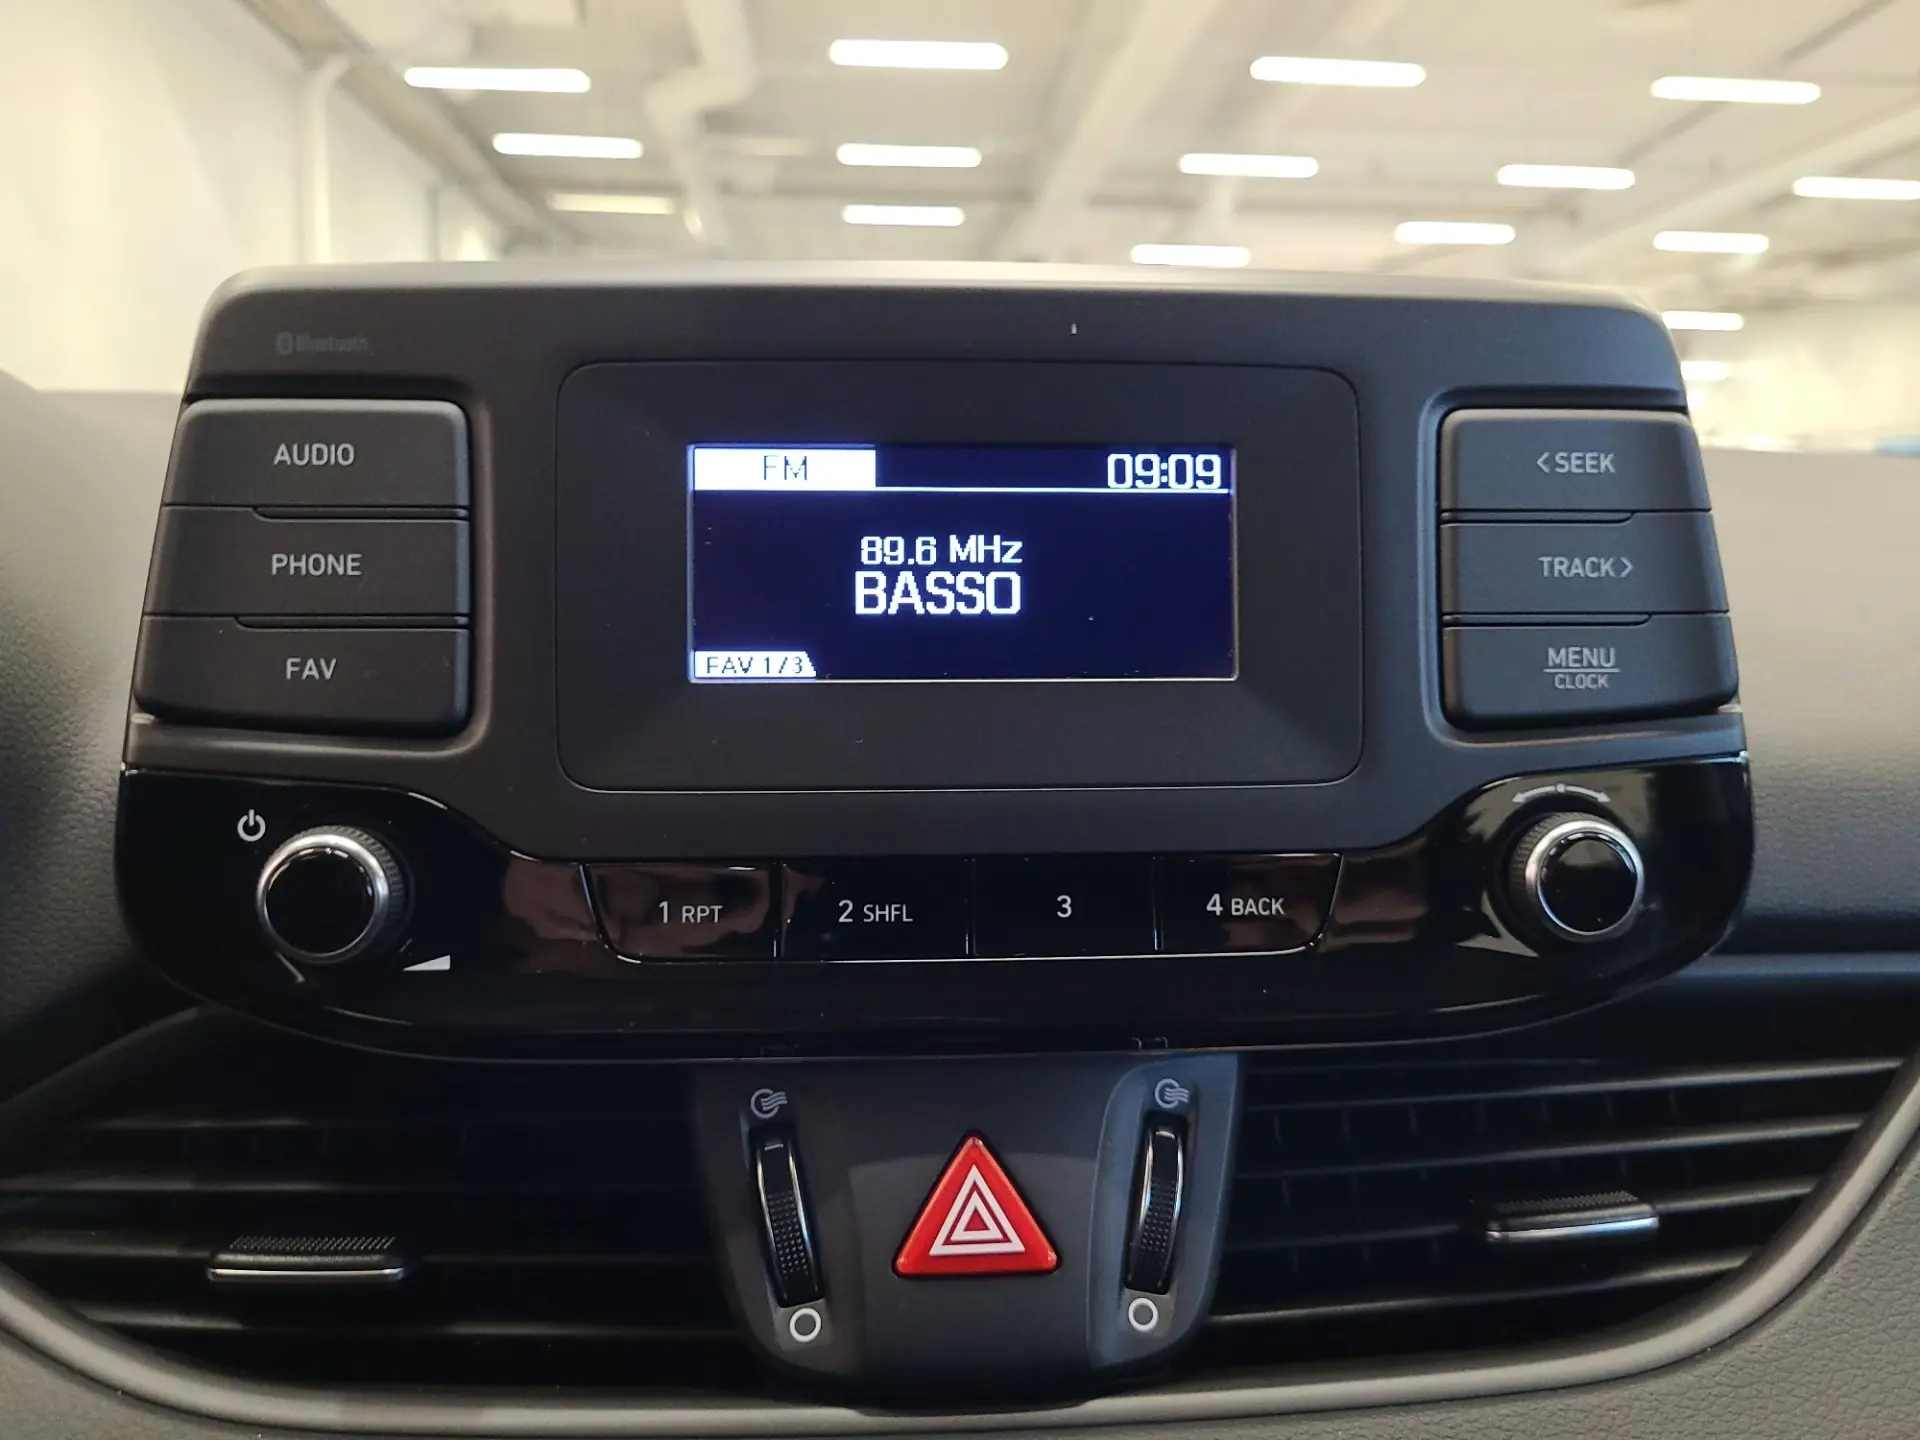 Bluetooth
AUDIO
PHONE
FAV
FM 09:09
89.6 MHz
BASSO
FAV 1/3
<SEEK
TRACK>
MENU
CLOCK
1 RPT
2 SHFL
3
4 BACK